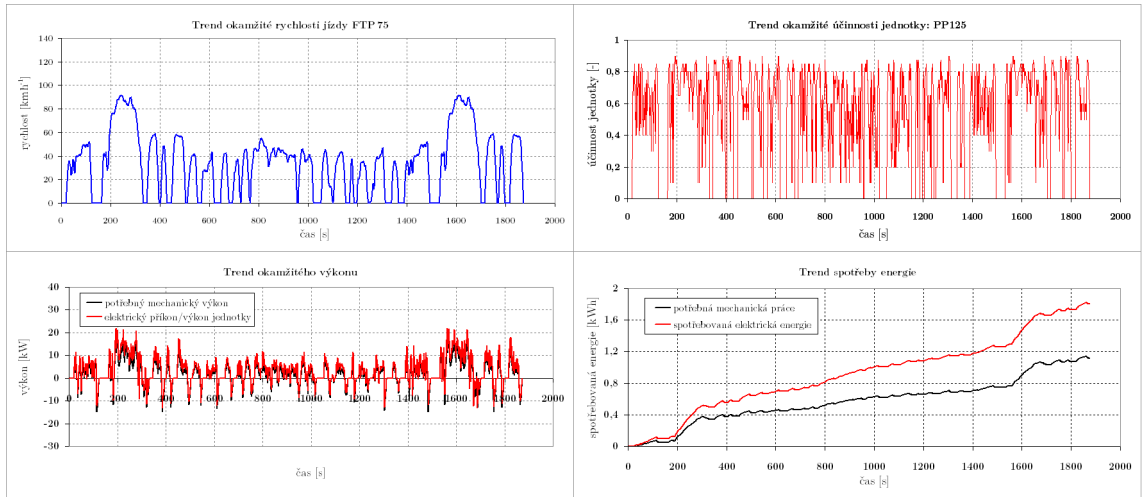 Trend okamžité rychlosti jízdy FTP 75
rychlost [kmh⁻¹]
140
120
100
80
60
40
20
0
0 200 400 600 800 1000 1200 1400 1600 1800 2000
čas [s]
Trend okamžité účinnosti jednotky: PP125
účinnost jednotky [-]
1
0,8
0,6
0,4
0,2
0
0 200 400 600 800 1000 1200 1400 1600 1800 2000
čas [s]
Trend okamžitého výkonu
výkon [kW]
40
30
20
10
0
-10
-20
-30
potřebný mechanický výkon
elektrický příkon/výkon jednotky
0 200 400 600 800 1000 1200 1400 1600 1800 2000
čas [s]
Trend spotřeby energie
spotřebovaná energie [kWh]
2
1,6
1,2
0,8
0,4
0
potřebná mechanická práce
spotřebovaná elektrická energie
0 200 400 600 800 1000 1200 1400 1600 1800 2000
čas [s]